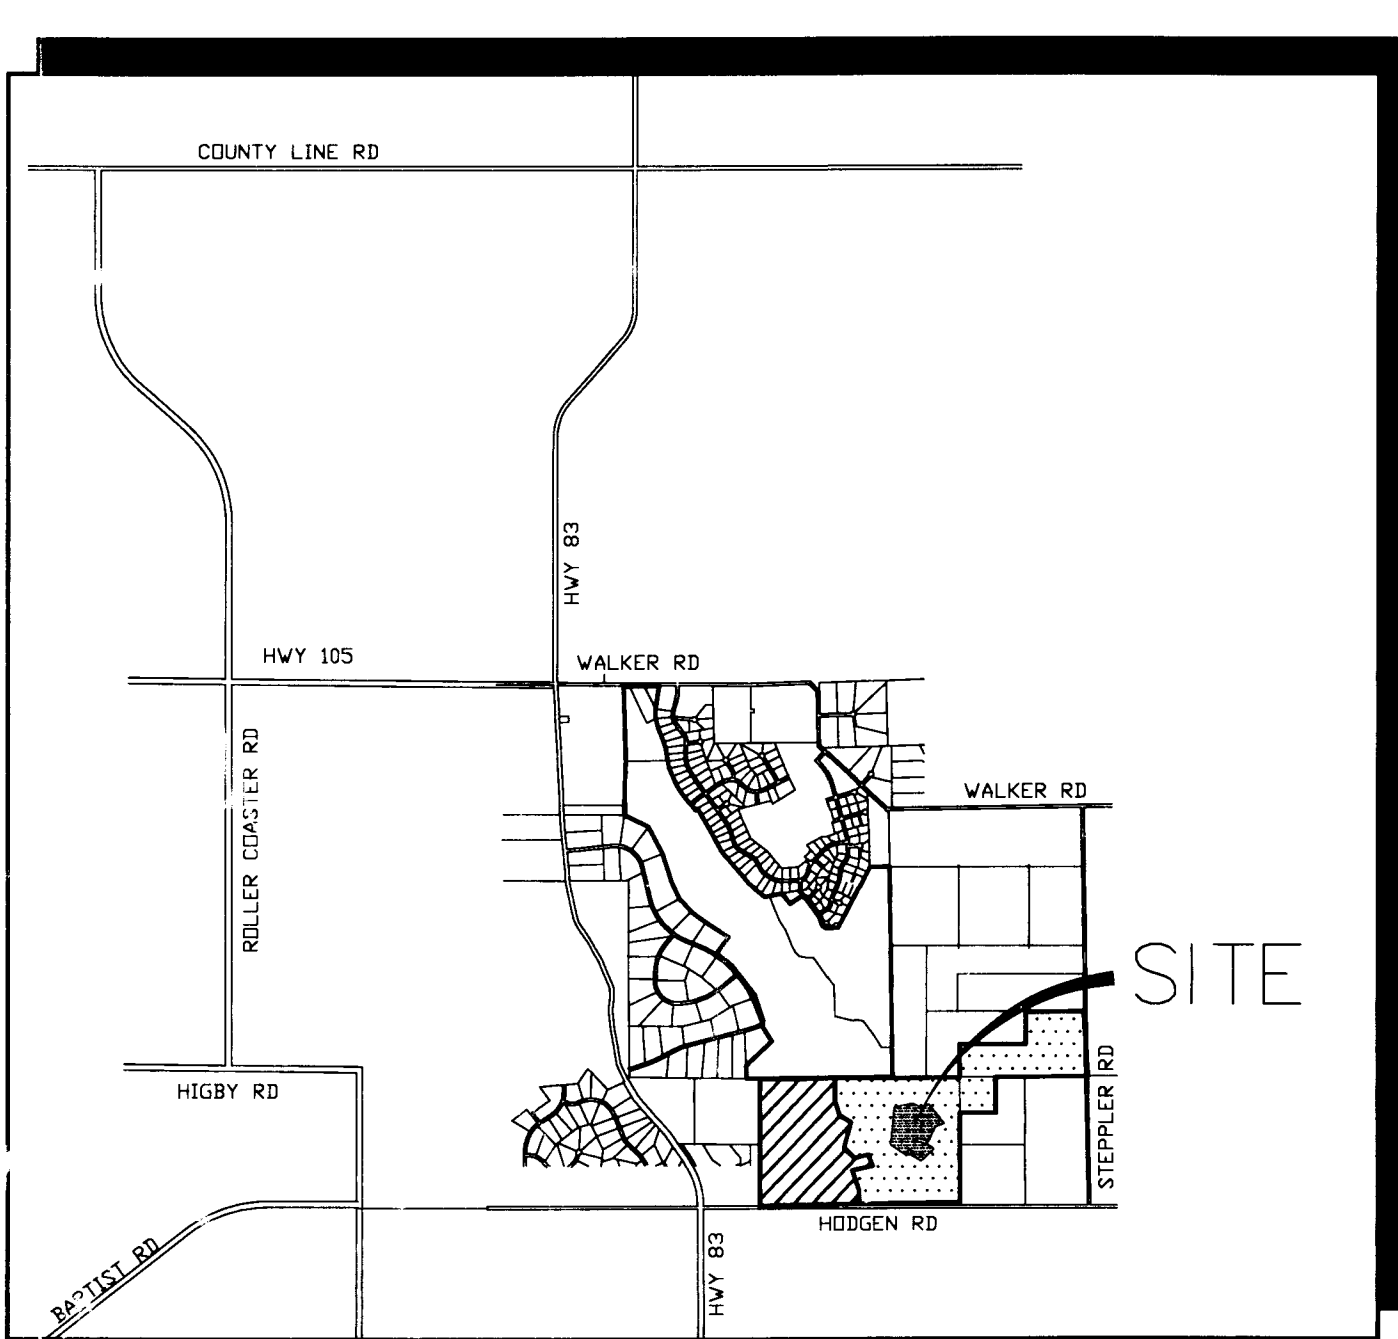 COUNTY LINE RD
HWY 83
HWY 105
WALKER RD
ROLLER COASTER RD
WALKER RD
SITE
HIGBY RD
STEPPLER RD
HODGEN RD
BAPTIST RD
HWY 83